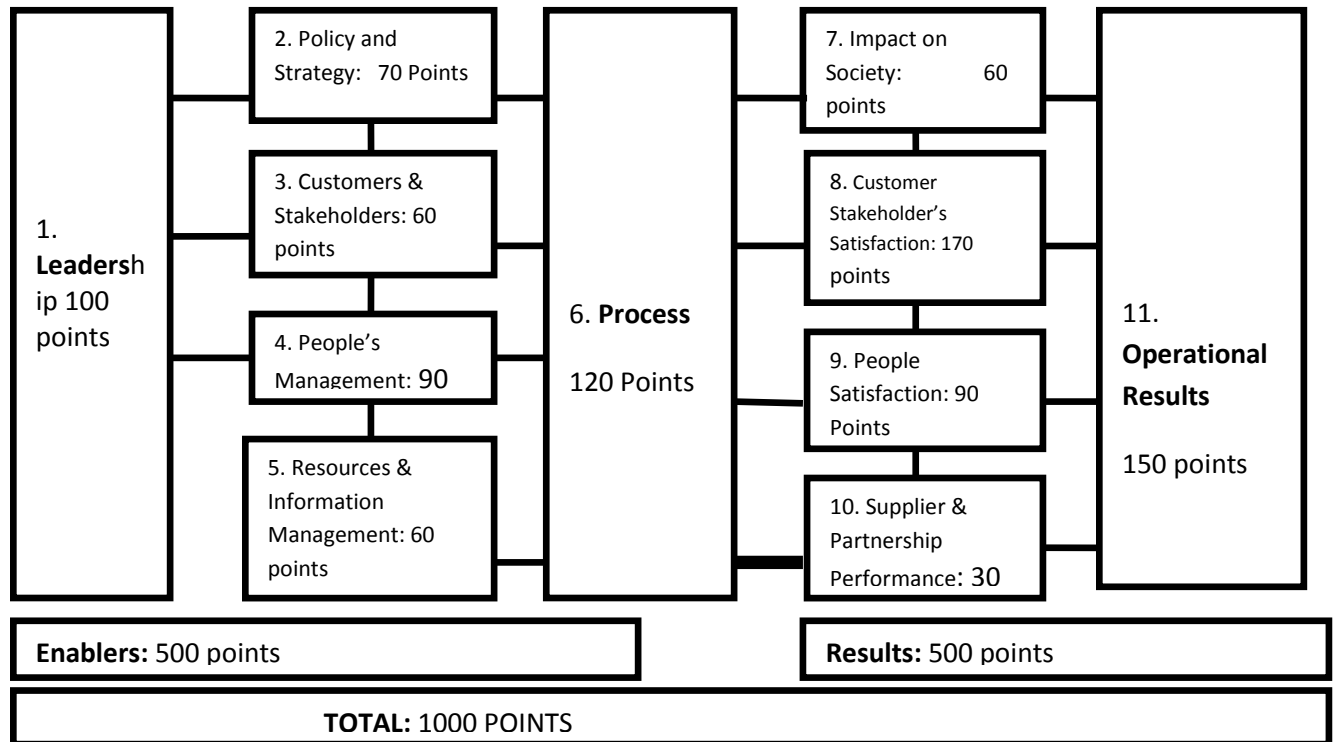 1.
Leadersh
ip 100
points
2. Policy and
Strategy: 70 Points
3. Customers &
Stakeholders: 60
points
4. People's
Management: 90
5. Resources &
Information
Management: 60
points
6. Process
120 Points
7. Impact on
Society: 60
points
8. Customer
Stakeholder's
Satisfaction: 170
points
9. People
Satisfaction: 90
Points
10. Supplier &
Partnership
Performance: 30
11.
Operational
Results
150 points
Enablers: 500 points
Results: 500 points
TOTAL: 1000 POINTS